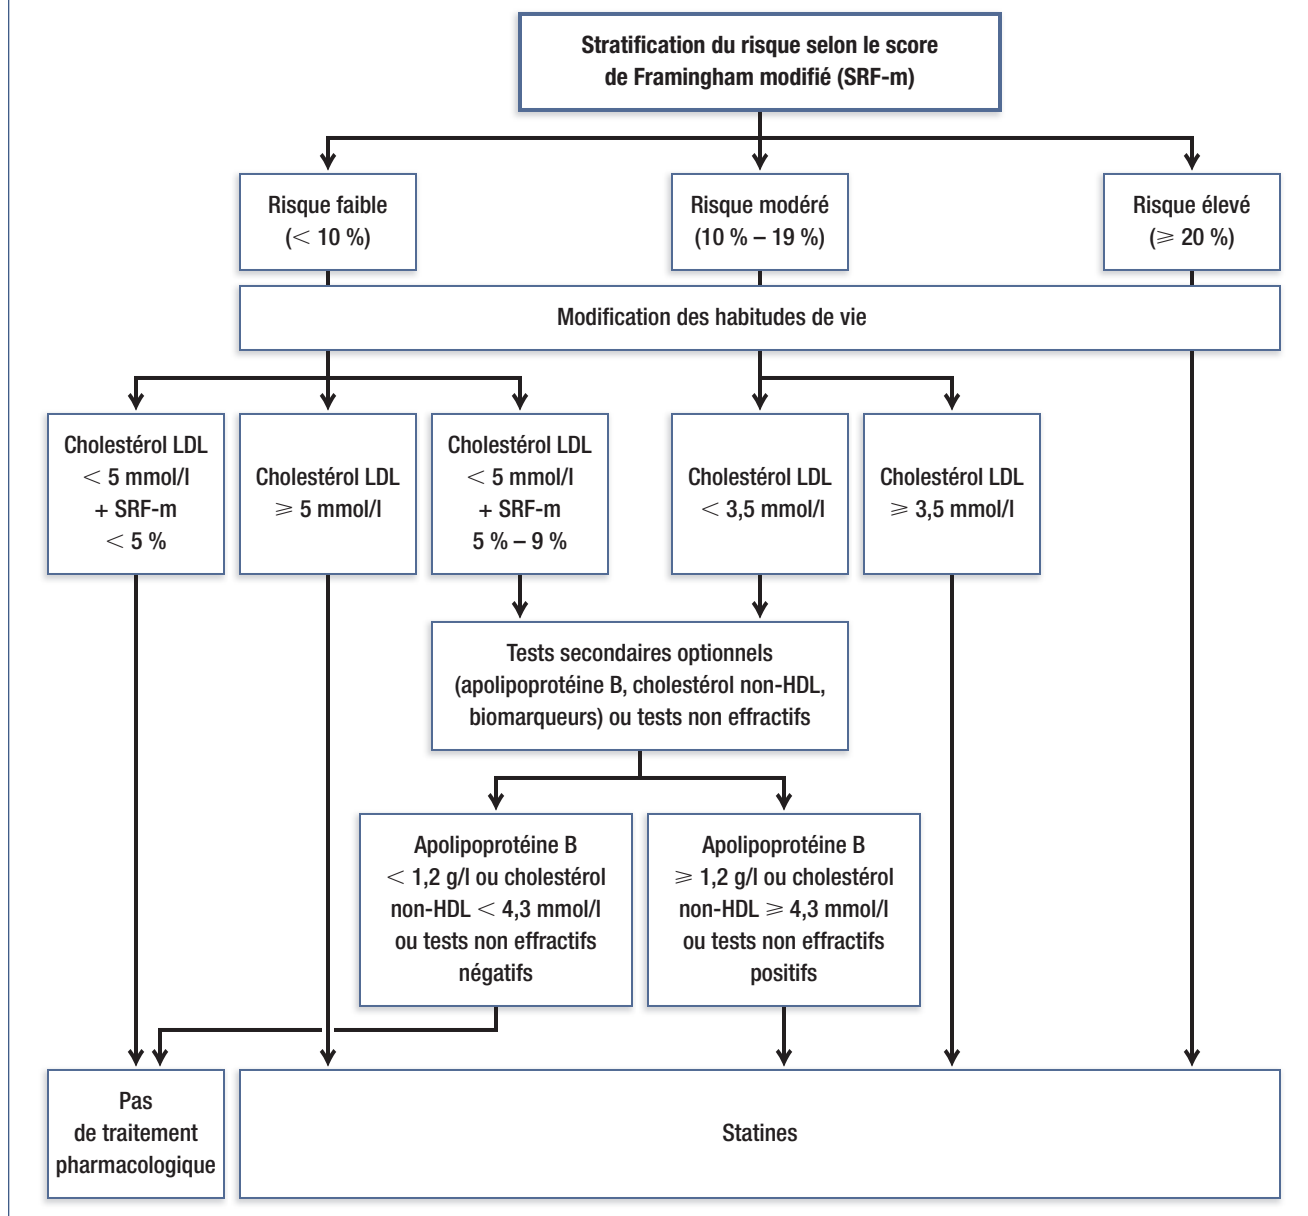 Stratification du risque selon le score
de Framingham modifié (SRF-m)
Risque faible
(< 10 %)
Risque modéré
(10 % – 19 %)
Risque élevé
(⩾ 20 %)
Modification des habitudes de vie
Cholestérol LDL
< 5 mmol/l
+ SRF-m
< 5 %
Cholestérol LDL
⩾ 5 mmol/l
Cholestérol LDL
< 5 mmol/l
+ SRF-m
5 % – 9 %
Cholestérol LDL
< 3,5 mmol/l
Cholestérol LDL
⩾ 3,5 mmol/l
Tests secondaires optionnels
(apolipoprotéine B, cholestérol non-HDL,
biomarqueurs) ou tests non effractifs
Apolipoprotéine B
< 1,2 g/l ou cholestérol
non-HDL < 4,3 mmol/l
ou tests non effractifs
négatifs
Apolipoprotéine B
⩾ 1,2 g/l ou cholestérol
non-HDL ⩾ 4,3 mmol/l
ou tests non effractifs
positifs
Pas
de traitement
pharmacologique
Statines